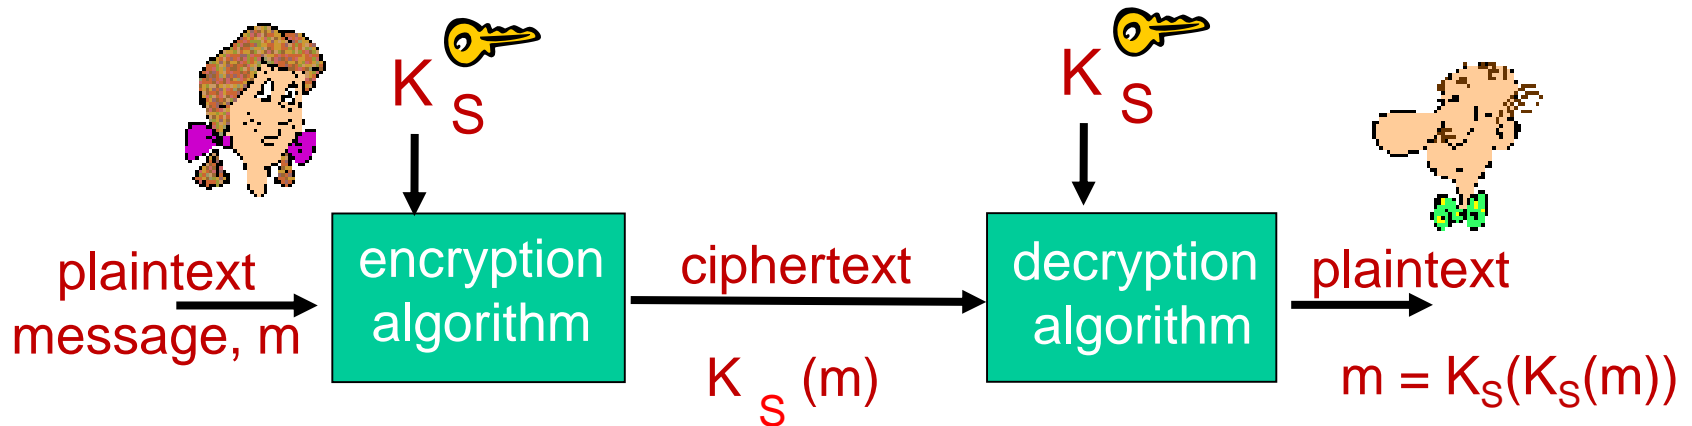 K S
K S
plaintext
message, m
encryption
algorithm
ciphertext
K S (m)
decryption
algorithm
plaintext
m = KS(KS(m))